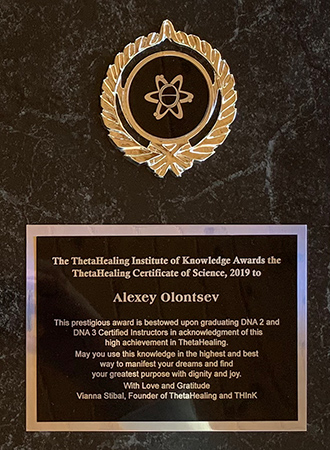 The ThetaHealing Institute of Knowledge Awards the
ThetaHealing Certificate of Science, 2019 to
Alexey Olontsev
This prestigious award is bestowed upon graduating DNA 2 and
DNA 3 Certified Instructors in acknowledgment of this
high achievement in ThetaHealing.
May you use this knowledge in the highest and best
way to manifest your dreams and find
your greatest purpose with dignity and joy.
With Love and Gratitude
Vianna Stibal, Founder of ThetaHealing and THInK